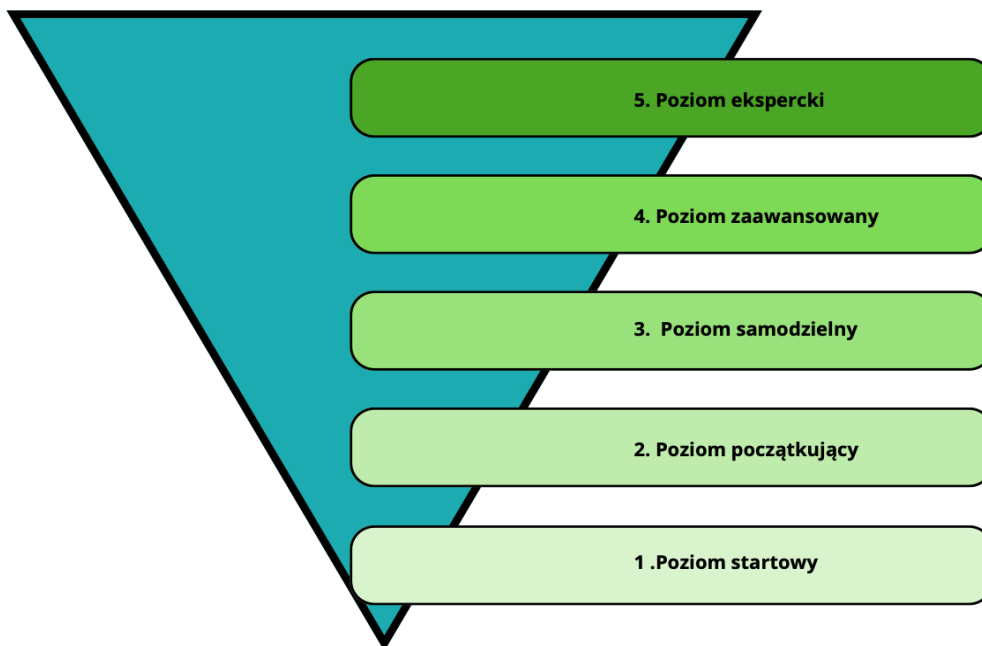 5. Poziom ekspercki
4. Poziom zaawansowany
3.  Poziom samodzielny
2. Poziom początkujący
1 .Poziom startowy